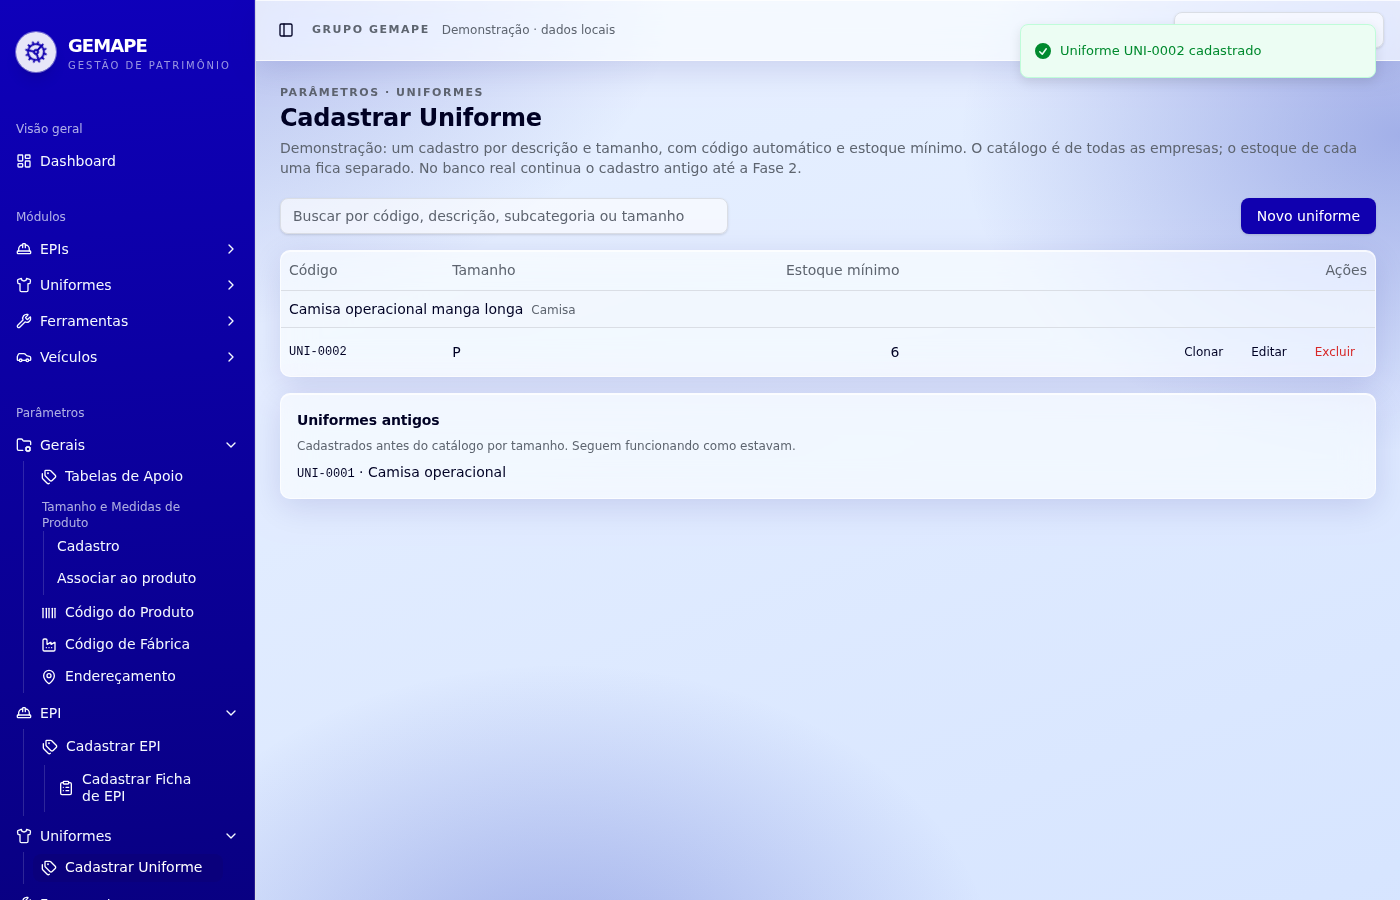 GEMAPE
GESTÃO DE PATRIMÔNIO
Visão geral
Dashboard
Módulos
EPIs
Uniformes
Ferramentas
Veículos
Parâmetros
Gerais
Tabelas de Apoio
Tamanho e Medidas de
Produto
Cadastro
Associar ao produto
Código do Produto
Código de Fábrica
Endereçamento
EPI
Cadastrar EPI
Cadastrar Ficha
de EPI
Uniformes
Cadastrar Uniforme
GRUPO GEMAPE Demonstração · dados locais
Uniforme UNI-0002 cadastrado
PARÂMETROS · UNIFORMES
Cadastrar Uniforme
Demonstração: um cadastro por descrição e tamanho, com código automático e estoque mínimo. O catálogo é de todas as empresas; o estoque de cada
uma fica separado. No banco real continua o cadastro antigo até a Fase 2.
Buscar por código, descrição, subcategoria ou tamanho
Novo uniforme
Código Tamanho Estoque mínimo Ações
Camisa operacional manga longa Camisa
UNI-0002 P 6 Clonar Editar Excluir
Uniformes antigos
Cadastrados antes do catálogo por tamanho. Seguem funcionando como estavam.
UNI-0001 · Camisa operacional